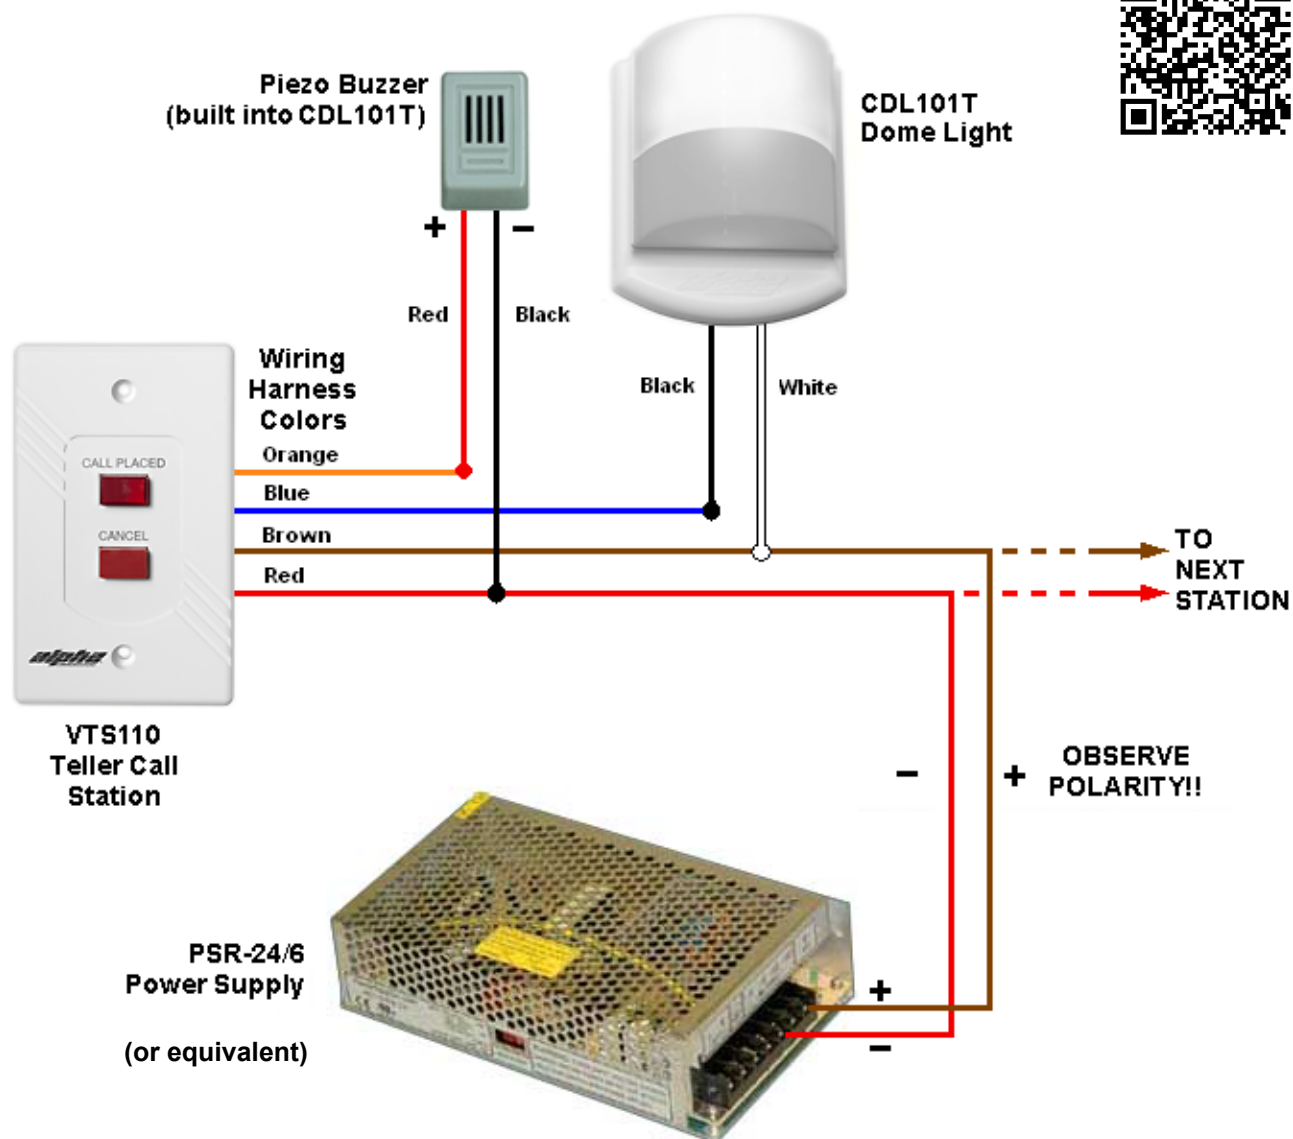 Piezo Buzzer
(built into CDL101T)
CDL101T
Dome Light
+
−
Red
Black
Wiring
Harness
Colors
Black
White
CALL PLACED
CANCEL
alpha
Orange
Blue
Brown
Red
TO
NEXT
STATION
VTS110
Teller Call
Station
−
+
OBSERVE
POLARITY!!
PSR-24/6
Power Supply
(or equivalent)
+
−